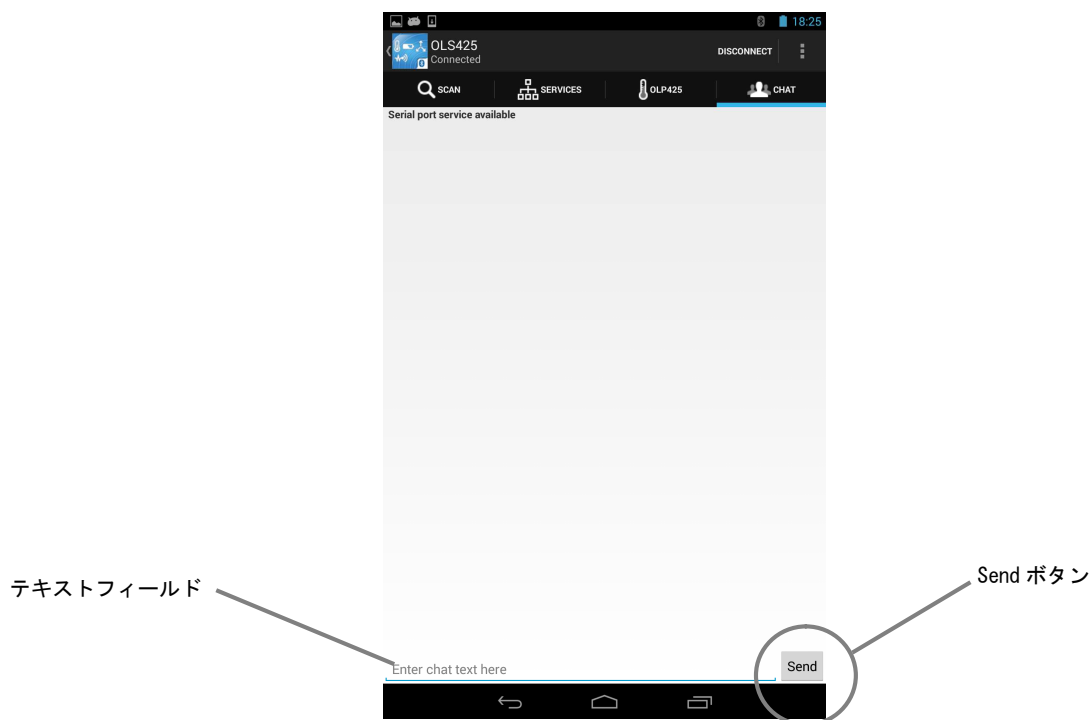 18:25
OLS425
Connected
DISCONNECT
SCAN SERVICES OLP425 CHAT
Serial port service available
テキストフィールド
Send ボタン
Enter chat text here
Send